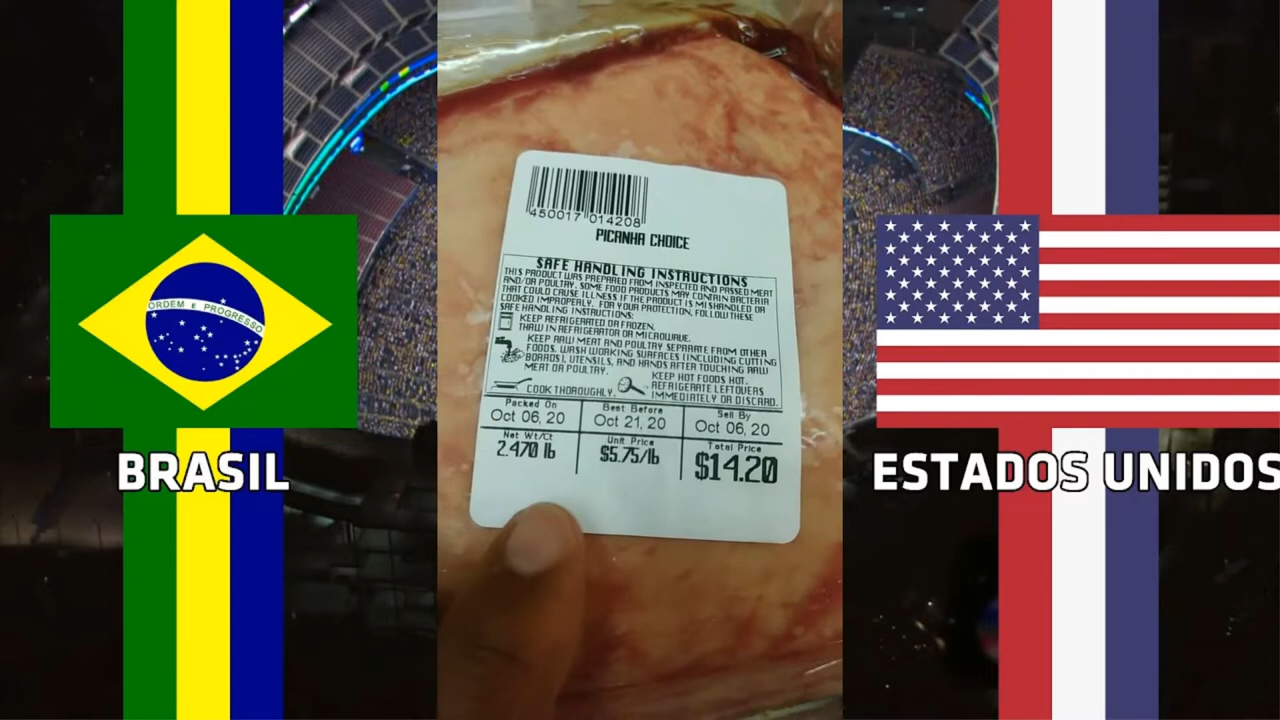 ORDEM E PROGRESSO
BRASIL
450017 014208
PICANHA CHOICE
SAFE HANDLING INSTRUCTIONS
THIS PRODUCT WAS PREPARED FROM INSPECTED AND PASSED MEAT
AND/OR POULTRY. SOME FOOD PRODUCTS MAY CONTAIN BACTERIA
THAT COULD CAUSE ILLNESS IF THE PRODUCT IS MISHANDLED OR
COOKED IMPROPERLY. FOR YOUR PROTECTION, FOLLOW THESE
SAFE HANDLING INSTRUCTIONS:
KEEP REFRIGERATED OR FROZEN.
THAW IN REFRIGERATOR OR MICROWAVE.
KEEP RAW MEAT AND POULTRY SEPARATE FROM OTHER
FOODS. WASH WORKING SURFACES (INCLUDING CUTTING
BOARDS), UTENSILS, AND HANDS AFTER TOUCHING RAW
MEAT OR POULTRY.
COOK THOROUGHLY.
KEEP HOT FOODS HOT.
REFRIGERATE LEFTOVERS
IMMEDIATELY OR DISCARD.
Packed On
Oct 06, 20
Best Before
Oct 21, 20
Sell By
Oct 06, 20
Net Wt/Ct
2.470 lb
Unit Price
$5.75/lb
Total Price
$14.20
ESTADOS UNIDOS